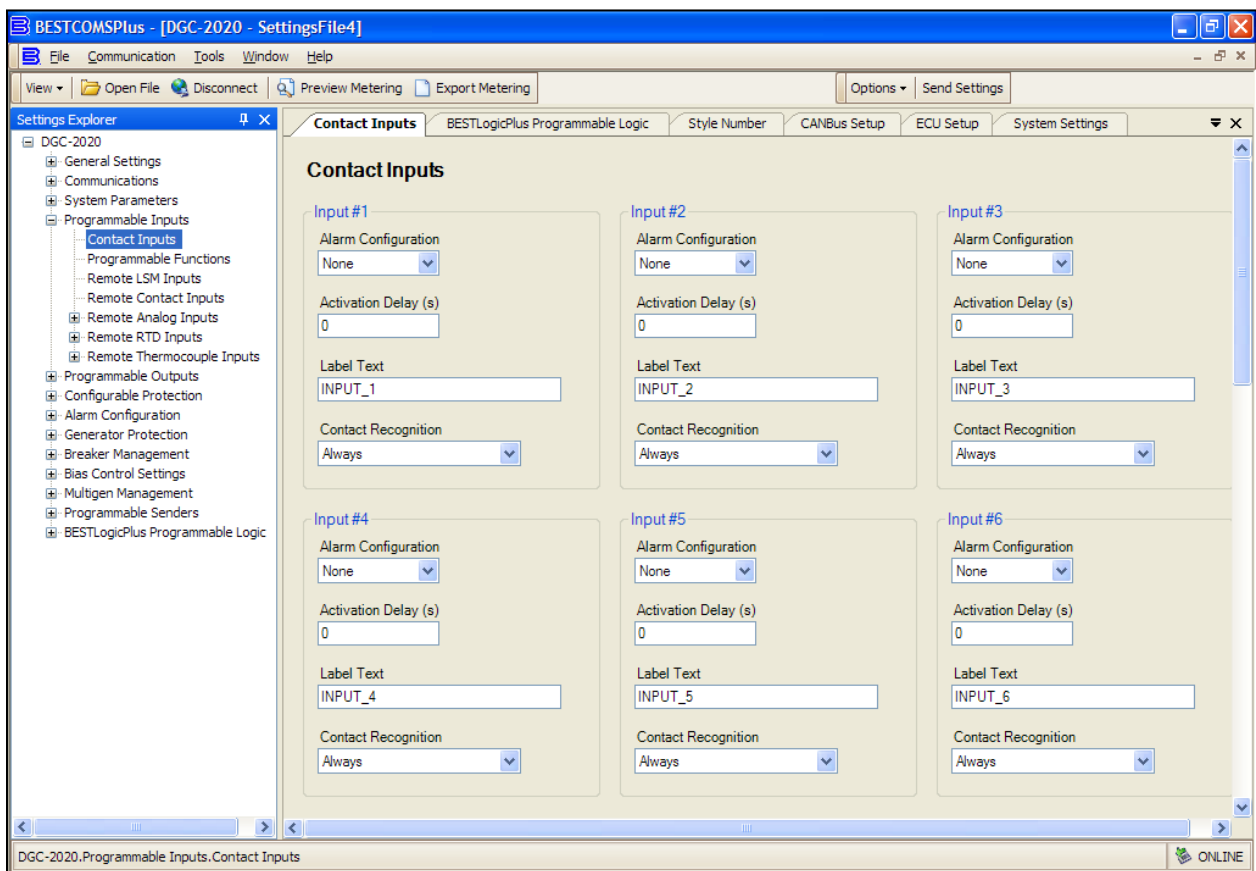 BESTCOMSPlus - [DGC-2020 - SettingsFile4]
File Communication Tools Window Help
View Open File Disconnect Preview Metering Export Metering Options Send Settings
Settings Explorer
DGC-2020
General Settings
Communications
System Parameters
Programmable Inputs
Contact Inputs
Programmable Functions
Remote LSM Inputs
Remote Contact Inputs
Remote Analog Inputs
Remote RTD Inputs
Remote Thermocouple Inputs
Programmable Outputs
Configurable Protection
Alarm Configuration
Generator Protection
Breaker Management
Bias Control Settings
Multigen Management
Programmable Senders
BESTLogicPlus Programmable Logic
Contact Inputs BESTLogicPlus Programmable Logic Style Number CANBus Setup ECU Setup System Settings
Contact Inputs
Input #1 Input #2 Input #3
Alarm Configuration Alarm Configuration Alarm Configuration
None None None
Activation Delay (s) Activation Delay (s) Activation Delay (s)
0 0 0
Label Text Label Text Label Text
INPUT_1 INPUT_2 INPUT_3
Contact Recognition Contact Recognition Contact Recognition
Always Always Always
Input #4 Input #5 Input #6
Alarm Configuration Alarm Configuration Alarm Configuration
None None None
Activation Delay (s) Activation Delay (s) Activation Delay (s)
0 0 0
Label Text Label Text Label Text
INPUT_4 INPUT_5 INPUT_6
Contact Recognition Contact Recognition Contact Recognition
Always Always Always
DGC-2020.Programmable Inputs.Contact Inputs ONLINE